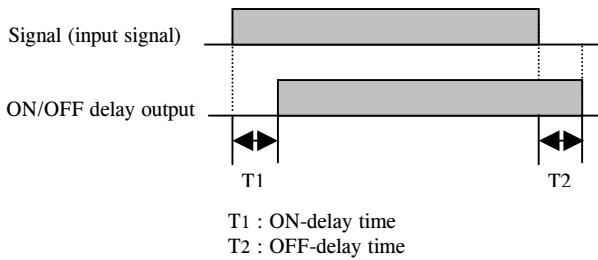 Signal (input signal)
ON/OFF delay output
T1 T2
T1 : ON-delay time
T2 : OFF-delay time